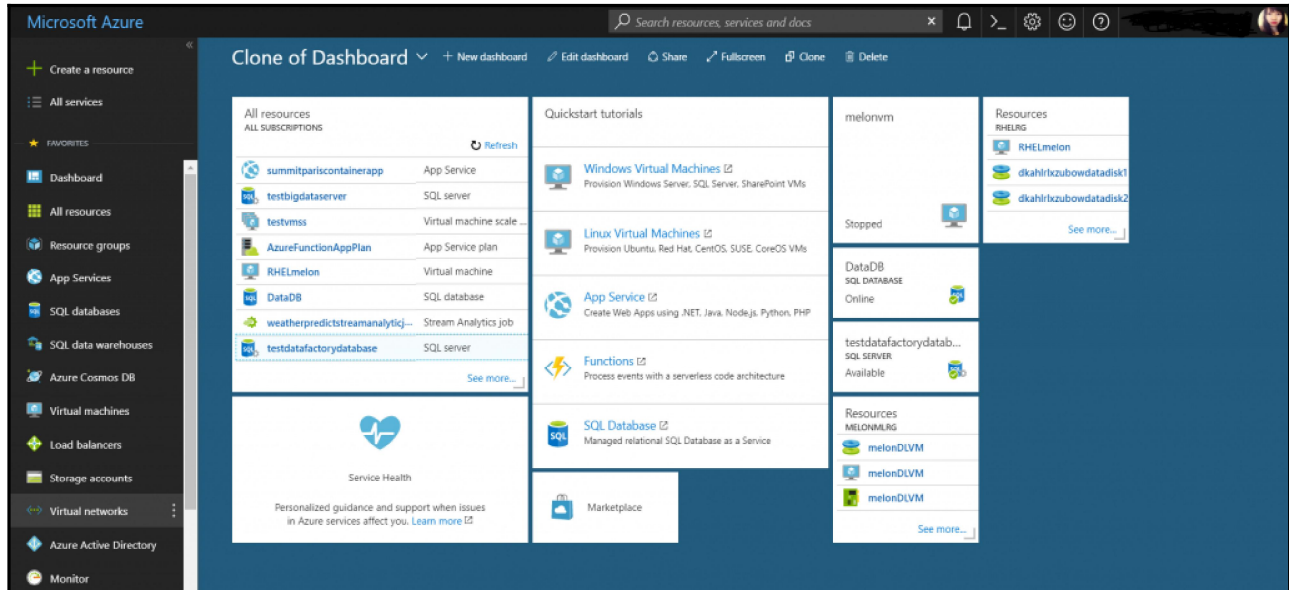 Microsoft Azure
Search resources, services and docs
Create a resource
All services
FAVORITES
Dashboard
All resources
Resource groups
App Services
SQL databases
SQL data warehouses
Azure Cosmos DB
Virtual machines
Load balancers
Storage accounts
Virtual networks
Azure Active Directory
Monitor
Clone of Dashboard
+ New dashboard
Edit dashboard
Share
Fullscreen
Clone
Delete
All resources
ALL SUBSCRIPTIONS
Refresh
summitpariscontainerapp App Service
testbigdataserver SQL server
testvmss Virtual machine scale ...
AzureFunctionAppPlan App Service plan
RHELmelon Virtual machine
DataDB SQL database
weatherpredictstreamanalyticj... Stream Analytics job
testdatafactorydatabase SQL server
See more...
Service Health
Personalized guidance and support when issues
in Azure services affect you. Learn more
Quickstart tutorials
Windows Virtual Machines
Provision Windows Server, SQL Server, SharePoint VMs
Linux Virtual Machines
Provision Ubuntu, Red Hat, CentOS, SUSE, CoreOS VMs
App Service
Create Web Apps using .NET, Java, Node.js, Python, PHP
Functions
Process events with a serverless code architecture
SQL
SQL Database
Managed relational SQL Database as a Service
Marketplace
melonvm
Stopped
DataDB
SQL DATABASE
Online
testdatafactorydatab...
SQL SERVER
Available
Resources
MELONMLRG
melonDLVM
melonDLVM
melonDLVM
See more...
Resources
RHELRG
RHELmelon
dkahlrlxzubowdatadisk1
dkahlrlxzubowdatadisk2
See more...